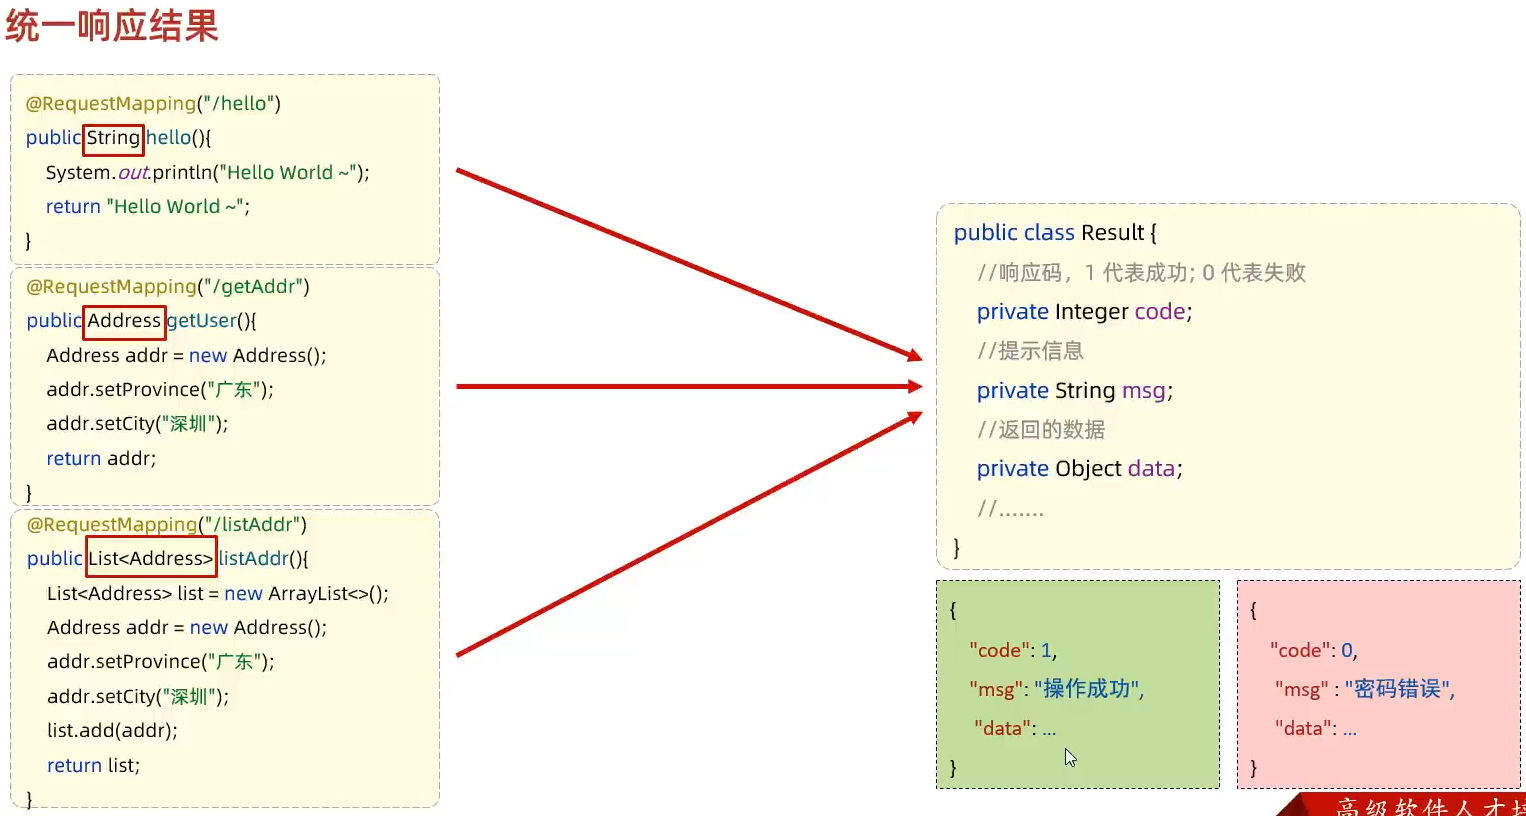 统一响应结果
@RequestMapping("/hello")
public String hello(){
System.out.println("Hello World ~");
return "Hello World ~";
}
@RequestMapping("/getAddr")
public Address getUser(){
Address addr = new Address();
addr.setProvince("广东");
addr.setCity("深圳");
return addr;
}
@RequestMapping("/listAddr")
public List<Address> listAddr(){
List<Address> list = new ArrayList<>();
Address addr = new Address();
addr.setProvince("广东");
addr.setCity("深圳");
list.add(addr);
return list;
}
public class Result {
//响应码，1 代表成功; 0 代表失败
private Integer code;
//提示信息
private String msg;
//返回的数据
private Object data;
//.......
}
{
"code": 1,
"msg": "操作成功",
"data": ...
}
{
"code": 0,
"msg" : "密码错误",
"data": ...
}
高级软件人才培